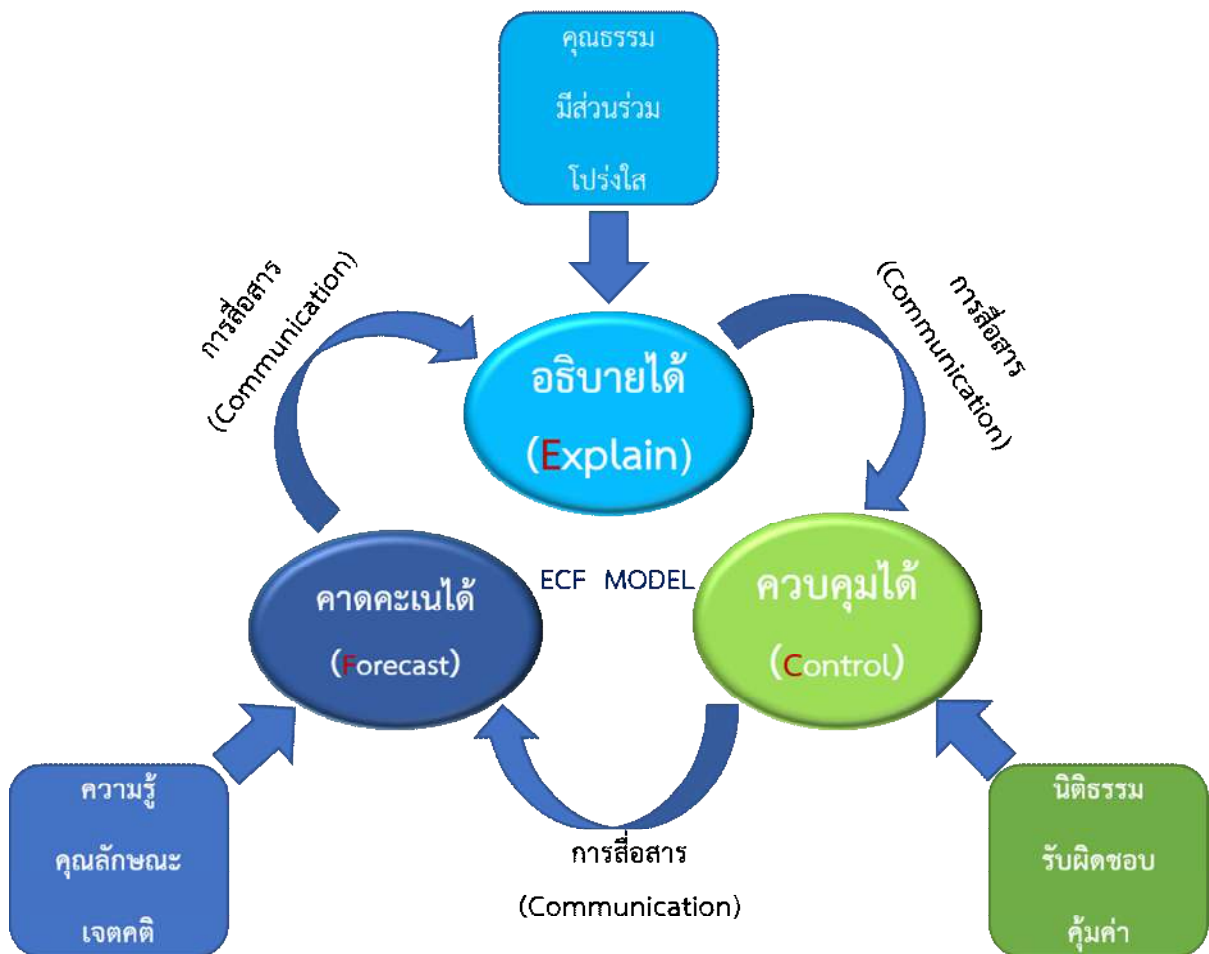 คุณธรรม
มีส่วนร่วม
โปร่งใส
การสื่อสาร
(Communication)
การสื่อสาร
(Communication)
อธิบายได้
(Explain)
คาดคะเนได้
(Forecast)
ECF MODEL
ควบคุมได้
(Control)
ความรู้
คุณลักษณะ
เจตคติ
การสื่อสาร
(Communication)
นิติธรรม
รับผิดชอบ
คุ้มค่า